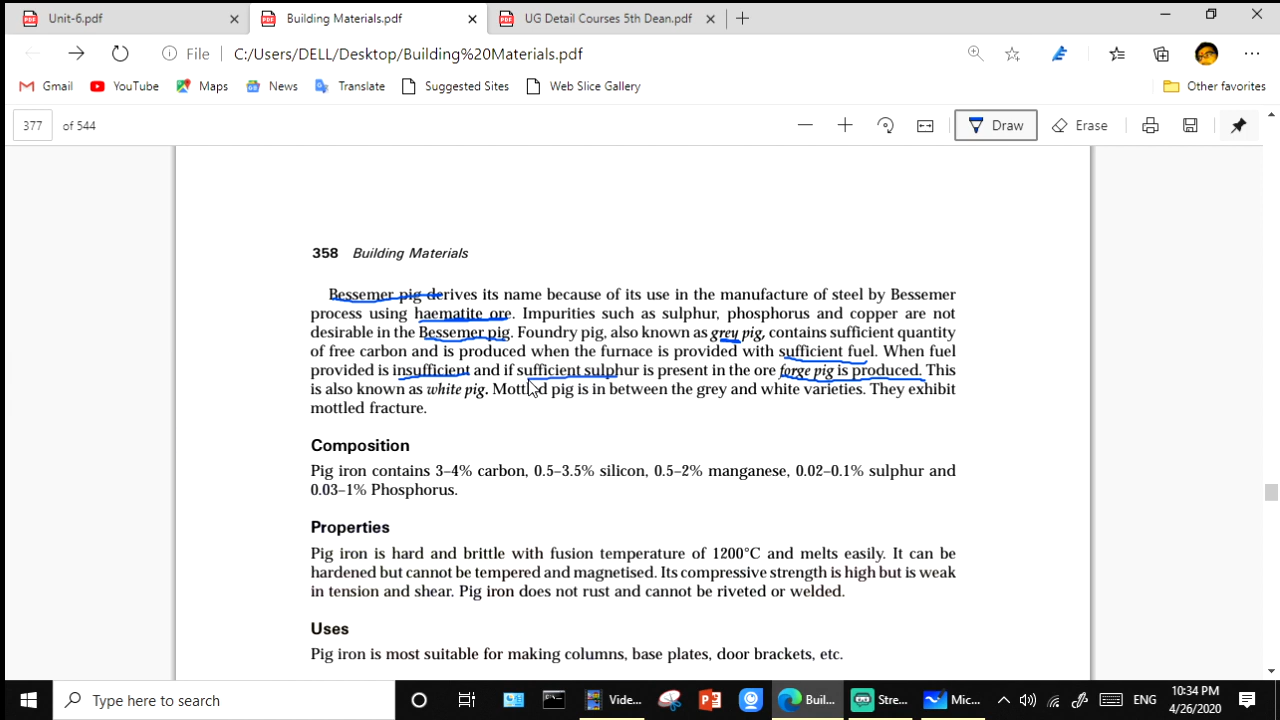 Unit-6.pdf
Building Materials.pdf
UG Detail Courses 5th Dean.pdf
File
C:/Users/DELL/Desktop/Building%20Materials.pdf
Gmail
YouTube
Maps
News
Translate
Suggested Sites
Web Slice Gallery
Other favorites
377 of 544
Draw
Erase
358 Building Materials
Bessemer pig derives its name because of its use in the manufacture of steel by Bessemer
process using haematite ore. Impurities such as sulphur, phosphorus and copper are not
desirable in the Bessemer pig. Foundry pig, also known as grey pig, contains sufficient quantity
of free carbon and is produced when the furnace is provided with sufficient fuel. When fuel
provided is insufficient and if sufficient sulphur is present in the ore forge pig is produced. This
is also known as white pig. Mottled pig is in between the grey and white varieties. They exhibit
mottled fracture.
Composition
Pig iron contains 3–4% carbon, 0.5–3.5% silicon, 0.5–2% manganese, 0.02–0.1% sulphur and
0.03–1% Phosphorus.
Properties
Pig iron is hard and brittle with fusion temperature of 1200°C and melts easily. It can be
hardened but cannot be tempered and magnetised. Its compressive strength is high but is weak
in tension and shear. Pig iron does not rust and cannot be riveted or welded.
Uses
Pig iron is most suitable for making columns, base plates, door brackets, etc.
Type here to search
Vide...
Buil...
Stre...
Mic...
ENG
10:34 PM
4/26/2020